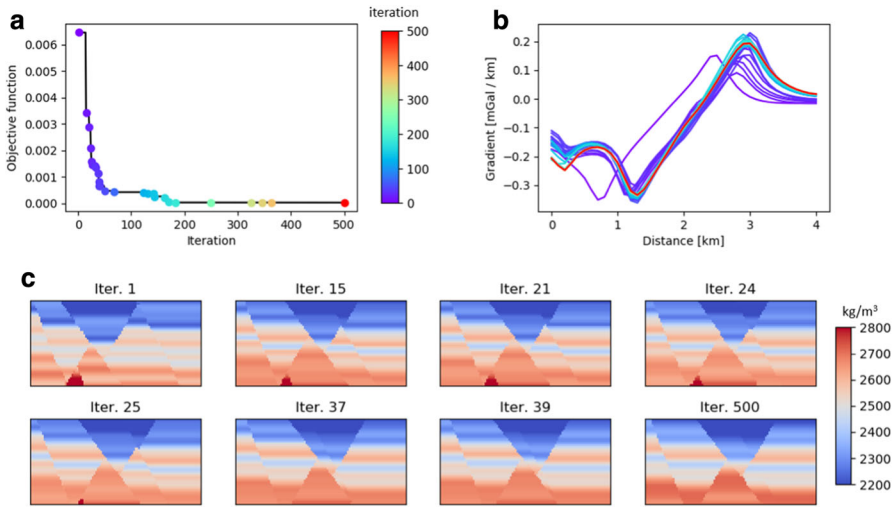 a
iteration
b
0.006
0.005
0.004
0.003
0.002
0.001
0.000
Objective function
0
100
200
300
400
500
Iteration
500
400
300
200
100
0
0.2
0.1
0.0
−0.1
−0.2
−0.3
Gradient [mGal / km]
0
1
2
3
4
Distance [km]
c
Iter. 1
Iter. 15
Iter. 21
Iter. 24
kg/m³
Iter. 25
Iter. 37
Iter. 39
Iter. 500
2800
2700
2600
2500
2400
2300
2200